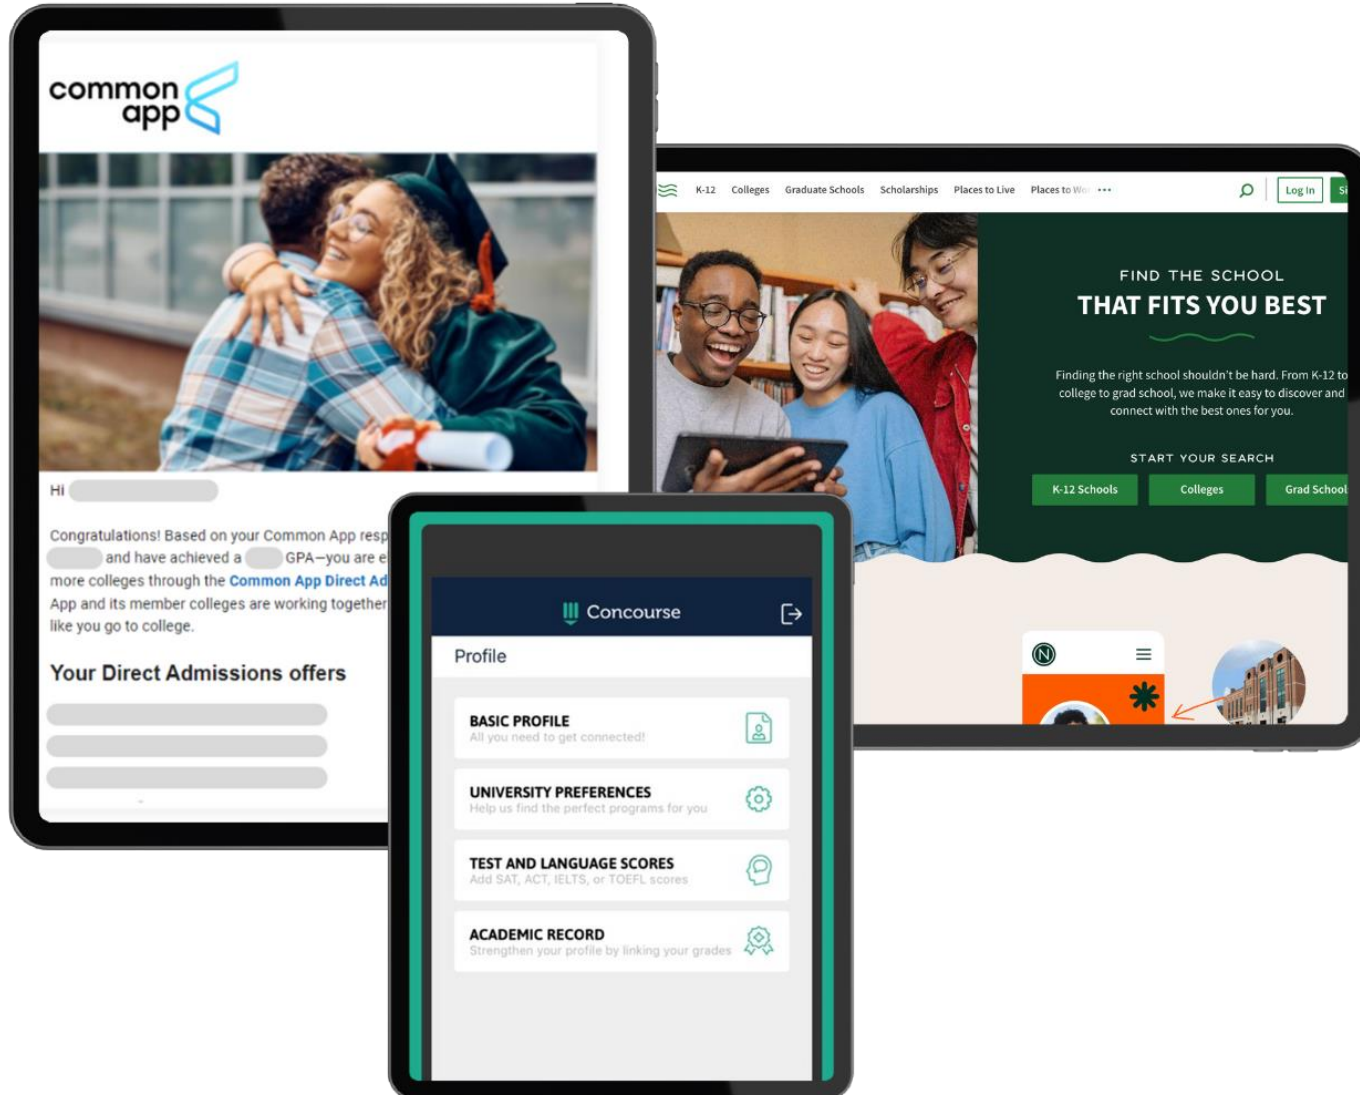 common
app
Hi
Congratulations! Based on your Common App
and have achieved a GPA—you are
more colleges through the Common App Direct
App and its member colleges are working together
like you go to college.
Your Direct Admissions offers
K-12 Colleges Graduate Schools Scholarships Places to Live Places to
Log In
FIND THE SCHOOL
THAT FITS YOU BEST
Finding the right school shouldn't be hard. From K-12 to
college to grad school, we make it easy to discover and
connect with the best ones for you.
START YOUR SEARCH
K-12 Schools Colleges Grad School
N
Concourse
Profile
BASIC PROFILE
All you need to get connected!
UNIVERSITY PREFERENCES
Help us find the perfect programs for you
TEST AND LANGUAGE SCORES
Add SAT, ACT, IELTS, or TOEFL scores
ACADEMIC RECORD
Strengthen your profile by linking your grades